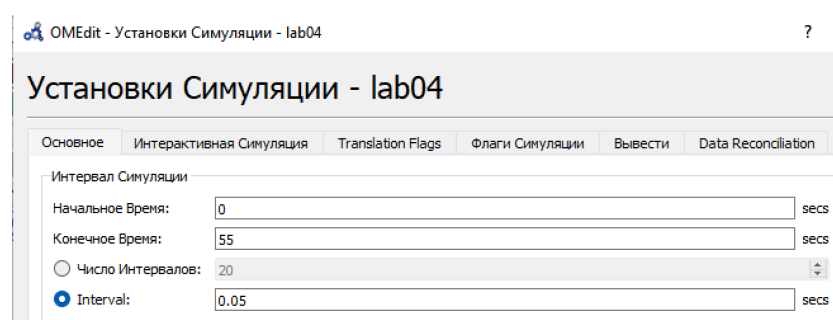 OMEdit - Установки Симуляции - lab04 ?
Установки Симуляции - lab04
Основное Интерактивная Симуляция Translation Flags Флаги Симуляции Вывести Data Reconciliation
Интервал Симуляции
Начальное Время: 0 secs
Конечное Время: 55 secs
Число Интервалов: 20
Interval: 0.05 secs